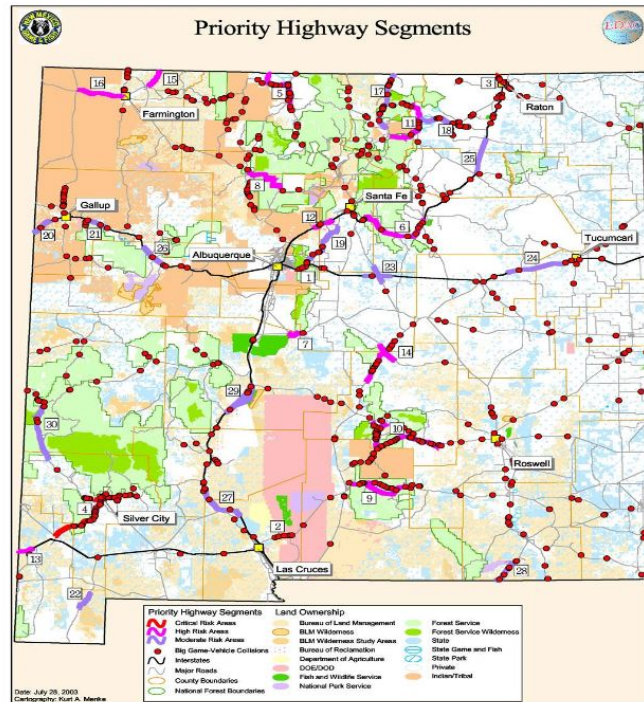 NEW MEXICO
GAME & FISH
Priority Highway Segments
EDAC
16
15
5
17
3
Farmington
11
18
Raton
25
8
Gallup
Santa Fe
12
20
21
6
Tucumcari
26
Albuquerque
19
1
23
24
7
14
29
30
10
Roswell
9
4
27
Silver City
2
13
Las Cruces
28
22
Priority Highway Segments
Critical Risk Areas
High Risk Areas
Moderate Risk Areas
Big Game-Vehicle Collisions
Interstates
Major Roads
County Boundaries
National Forest Boundaries
Land Ownership
Bureau of Land Management
BLM Wilderness
BLM Wilderness Study Areas
Bureau of Reclamation
Department of Agriculture
DOE/DOD
Fish and Wildlife Service
National Park Service
Forest Service
Forest Service Wilderness
State
State Game and Fish
State Park
Private
Indian/Tribal
Date: July 28, 2003
Cartography: Kurt A. Menke